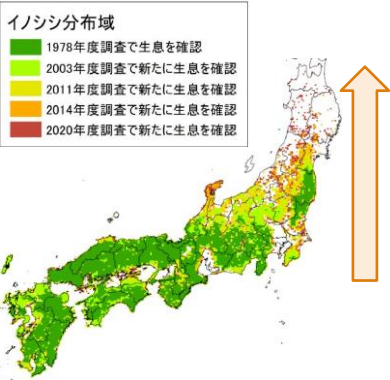 イノシシ分布域
1978年度調査で生息を確認
2003年度調査で新たに生息を確認
2011年度調査で新たに生息を確認
2014年度調査で新たに生息を確認
2020年度調査で新たに生息を確認